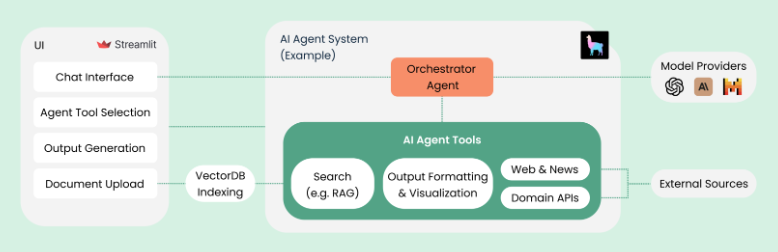 UI
Streamlit
Chat Interface
Agent Tool Selection
Output Generation
Document Upload
VectorDB
Indexing
AI Agent System
(Example)
Orchestrator
Agent
AI Agent Tools
Search
(e.g. RAG)
Output Formatting
& Visualization
Web & News
Domain APIs
Model Providers
A\
External Sources